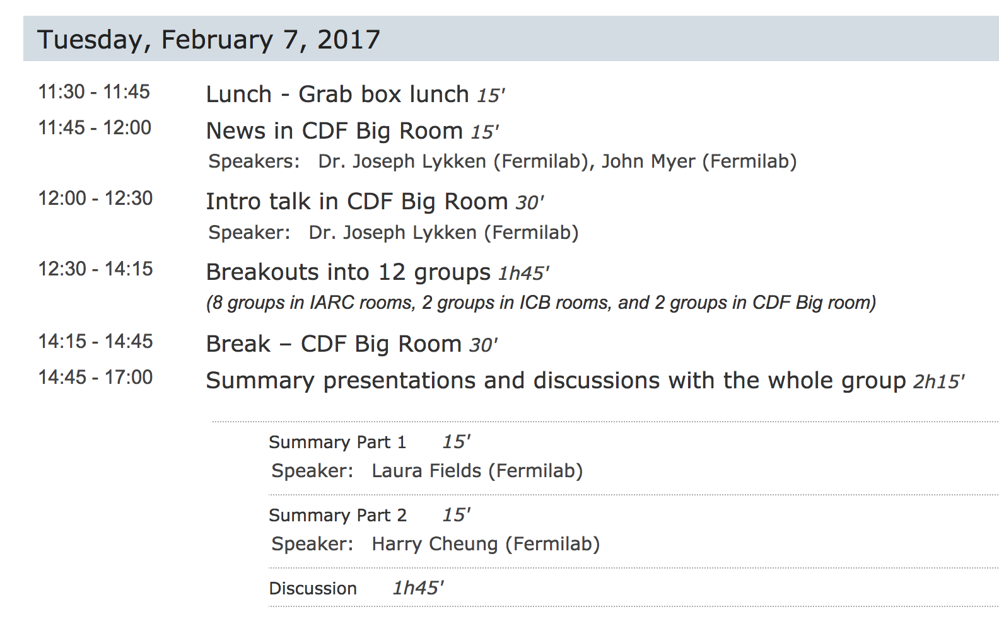 Tuesday, February 7, 2017
11:30 - 11:45 Lunch - Grab box lunch 15'
11:45 - 12:00 News in CDF Big Room 15'
Speakers: Dr. Joseph Lykken (Fermilab), John Myer (Fermilab)
12:00 - 12:30 Intro talk in CDF Big Room 30'
Speaker: Dr. Joseph Lykken (Fermilab)
12:30 - 14:15 Breakouts into 12 groups 1h45'
(8 groups in IARC rooms, 2 groups in ICB rooms, and 2 groups in CDF Big room)
14:15 - 14:45 Break – CDF Big Room 30'
14:45 - 17:00 Summary presentations and discussions with the whole group 2h15'
Summary Part 1 15'
Speaker: Laura Fields (Fermilab)
Summary Part 2 15'
Speaker: Harry Cheung (Fermilab)
Discussion 1h45'